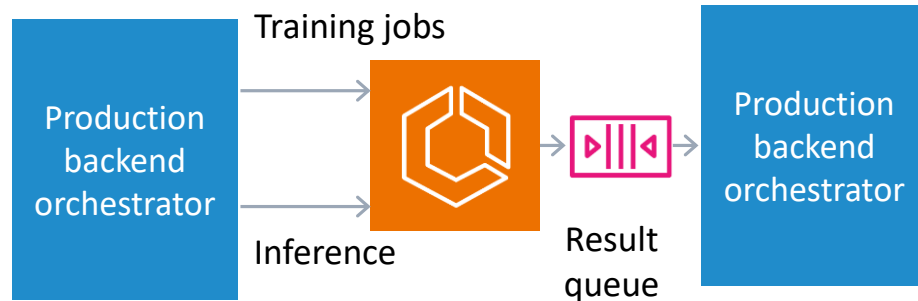 Training jobs
Production
backend
orchestrator
Inference
Result
queue
Production
backend
orchestrator